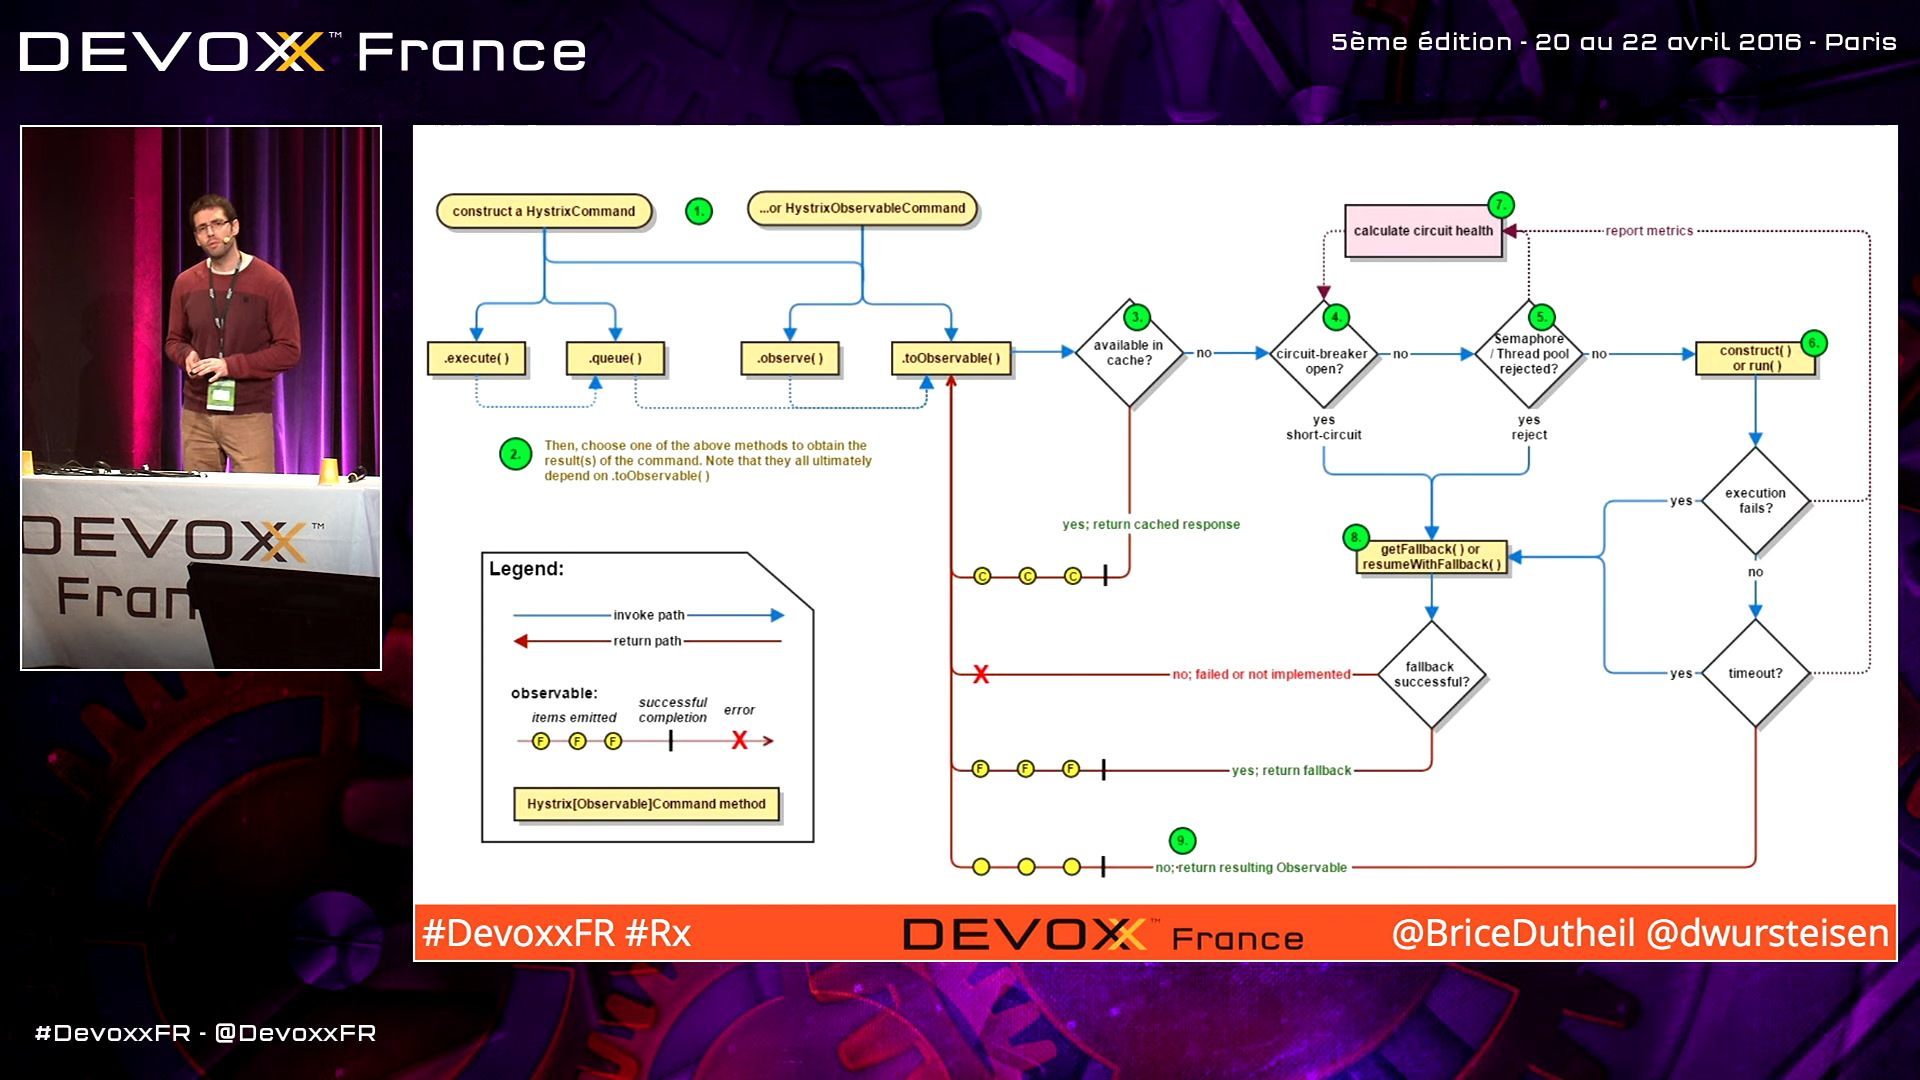 DEVOXX™ France
5ème édition - 20 au 22 avril 2016 - Paris
DEVOXX™
Fran
construct a HystrixCommand
1.
...or HystrixObservableCommand
7.
calculate circuit health
report metrics
.execute( )
.queue( )
.observe( )
.toObservable( )
3.
available in
cache?
no
4.
circuit-breaker
open?
no
5.
Semaphore
/ Thread pool
rejected?
no
6.
construct( )
or run( )
yes
short-circuit
yes
reject
2.
Then, choose one of the above methods to obtain the
result(s) of the command. Note that they all ultimately
depend on .toObservable( )
yes; return cached response
C C C
yes
execution
fails?
no
8.
getFallback( ) or
resumeWithFallback( )
Legend:
invoke path
return path
observable:
items emitted
successful
completion
error
F F F
X
Hystrix[Observable]Command method
X
no; failed or not implemented
fallback
successful?
yes
timeout?
F F F
yes; return fallback
9.
no; return resulting Observable
#DevoxxFR #Rx
DEVOXX™ France
@BriceDutheil @dwursteisen
#DevoxxFR - @DevoxxFR